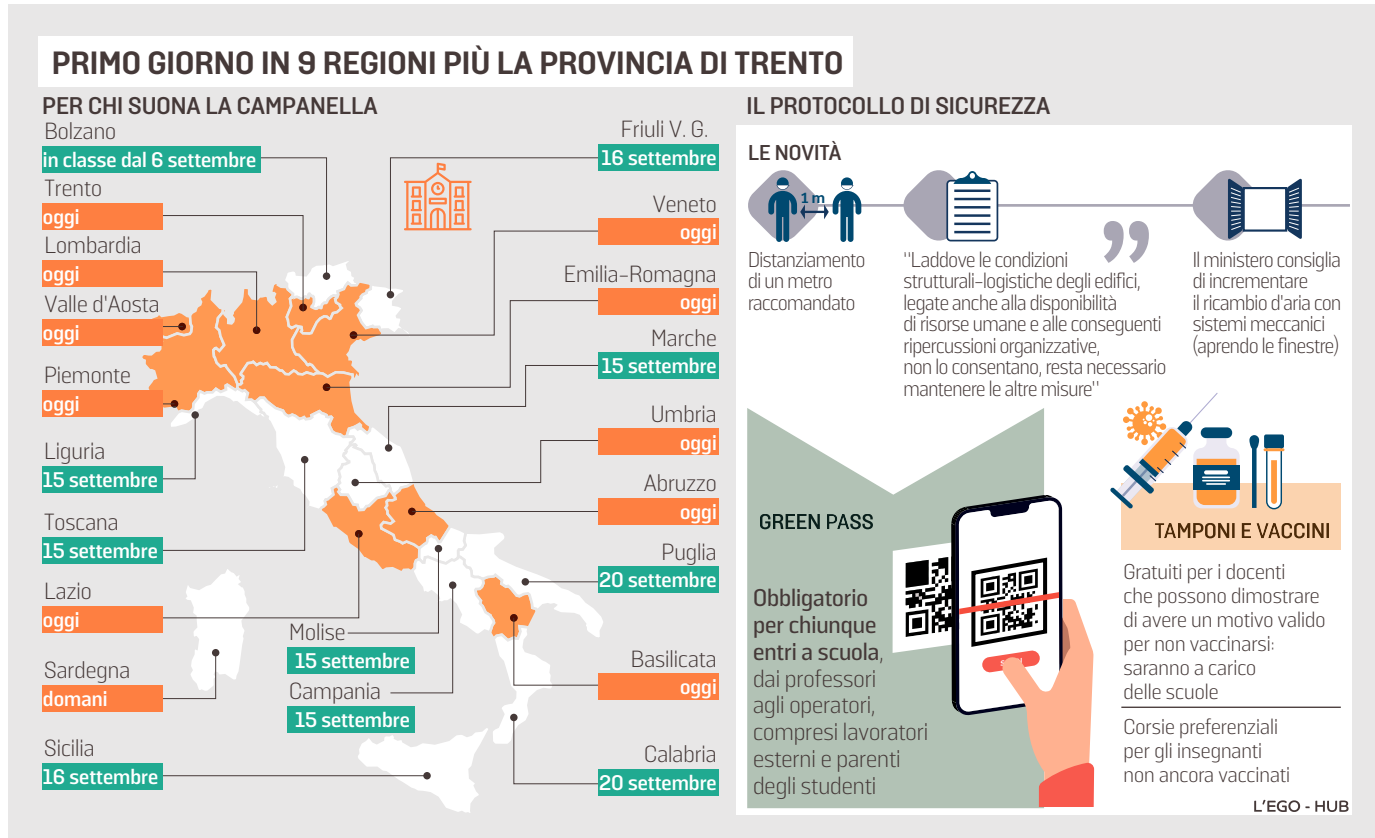 PRIMO GIORNO IN 9 REGIONI PIÙ LA PROVINCIA DI TRENTO
PER CHI SUONA LA CAMPANELLA
Bolzano
in classe dal 6 settembre
Trento
oggi
Lombardia
oggi
Valle d'Aosta
oggi
Piemonte
oggi
Liguria
15 settembre
Toscana
15 settembre
Lazio
oggi
Sardegna
domani
Sicilia
16 settembre
Molise
15 settembre
Campania
15 settembre
Friuli V. G.
16 settembre
Veneto
oggi
Emilia-Romagna
oggi
Marche
15 settembre
Umbria
oggi
Abruzzo
oggi
Puglia
20 settembre
Basilicata
oggi
Calabria
20 settembre
IL PROTOCOLLO DI SICUREZZA
LE NOVITÀ
1 m
Distanziamento
di un metro
raccomandato
"Laddove le condizioni
strutturali-logistiche degli edifici,
legate anche alla disponibilità
di risorse umane e alle conseguenti
ripercussioni organizzative,
non lo consentano, resta necessario
mantenere le altre misure"
Il ministero consiglia
di incrementare
il ricambio d'aria con
sistemi meccanici
(aprendo le finestre)
GREEN PASS
Obbligatorio
per chiunque
entri a scuola,
dai professori
agli operatori,
compresi lavoratori
esterni e parenti
degli studenti
TAMPONI E VACCINI
Gratuiti per i docenti
che possono dimostrare
di avere un motivo valido
per non vaccinarsi:
saranno a carico
delle scuole
Corsie preferenziali
per gli insegnanti
non ancora vaccinati
L'EGO - HUB